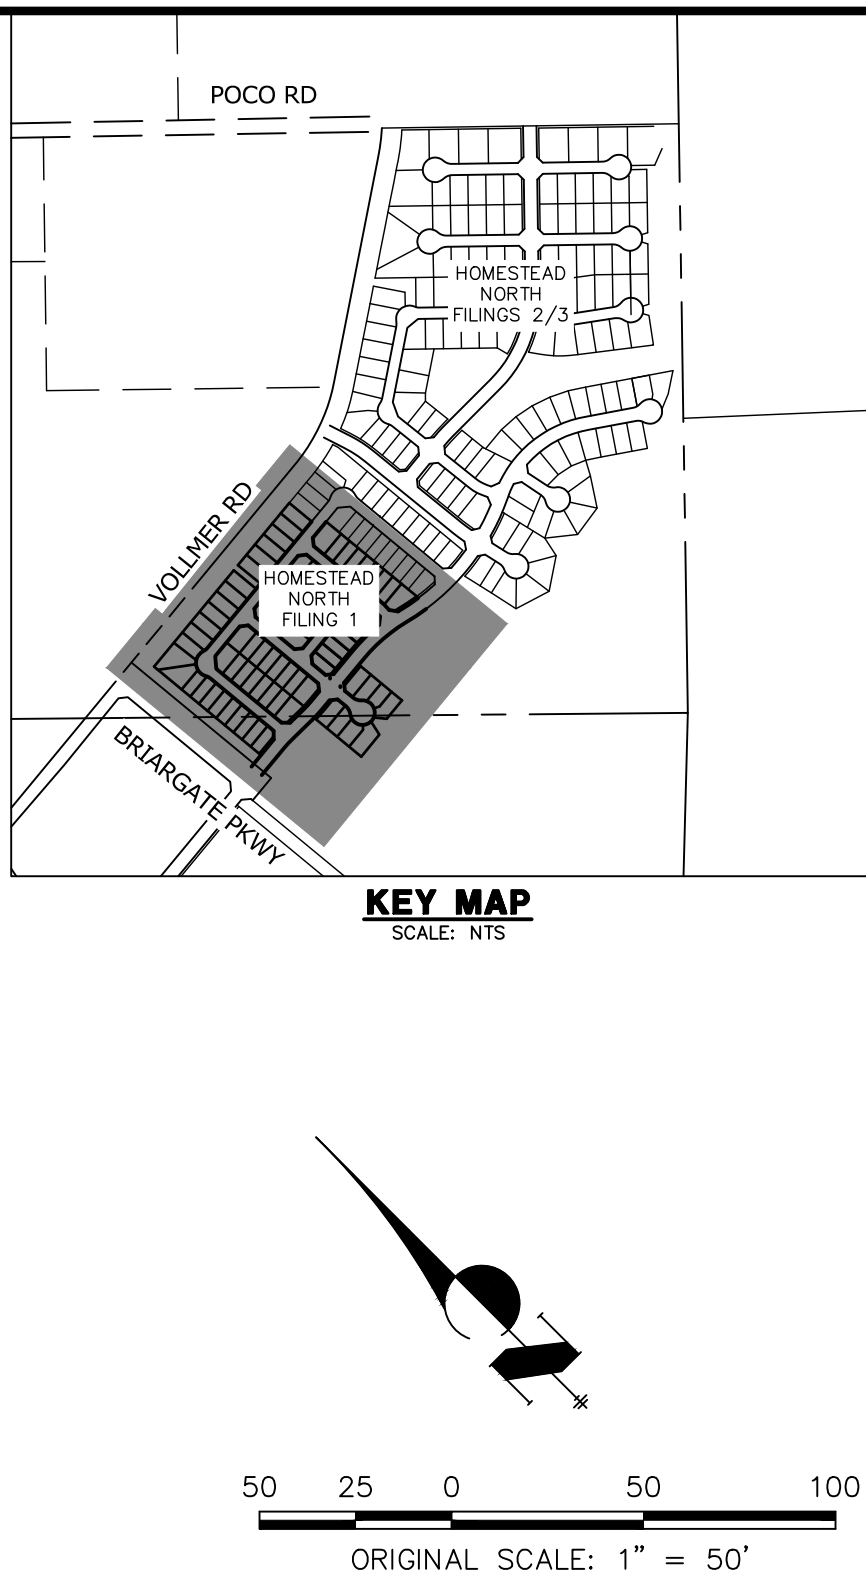 POCO RD
HOMESTEAD
NORTH
FILINGS 2/3
VOLLMER RD
HOMESTEAD
NORTH
FILING 1
BRIARGATE PKWY
KEY MAP
SCALE: NTS
50 25 0 50 100
ORIGINAL SCALE: 1" = 50'